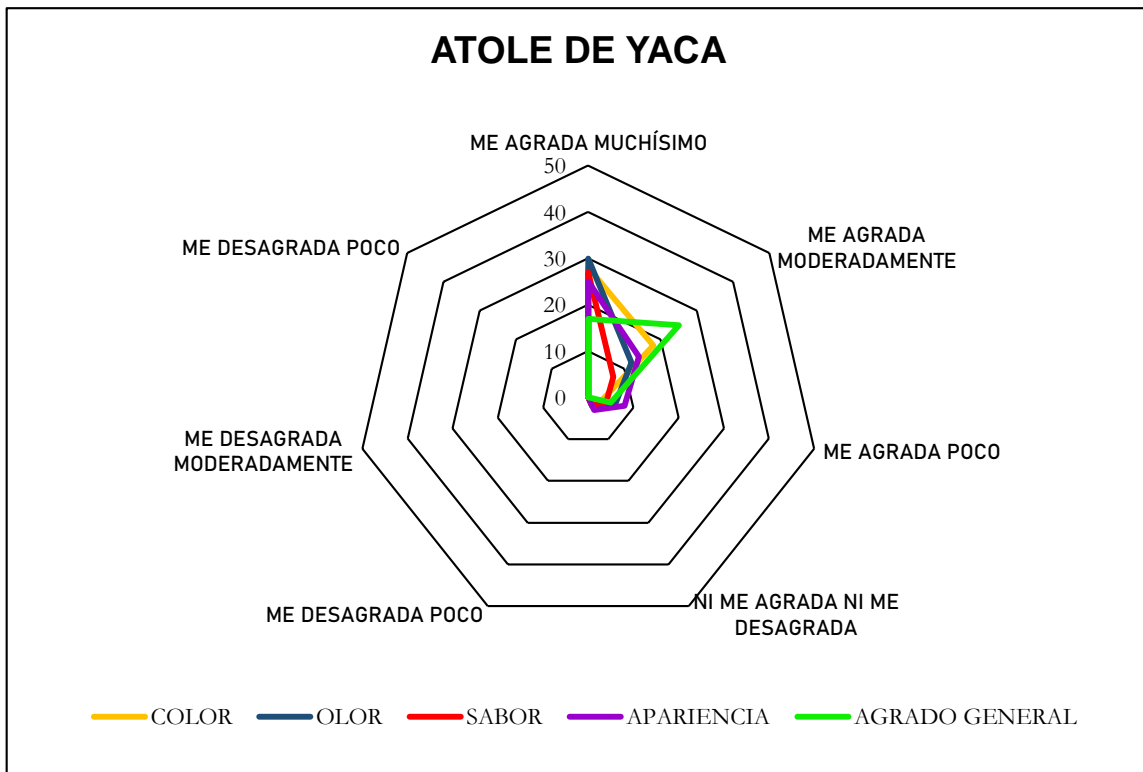 ATOLE DE YACA
ME AGRADA MUCHÍSIMO
50
40
30
20
10
0
ME AGRADA
MODERADAMENTE
ME AGRADA POCO
NI ME AGRADA NI ME
DESAGRADA
ME DESAGRADA POCO
ME DESAGRADA
MODERADAMENTE
ME DESAGRADA POCO
COLOR
OLOR
SABOR
APARIENCIA
AGRADO GENERAL